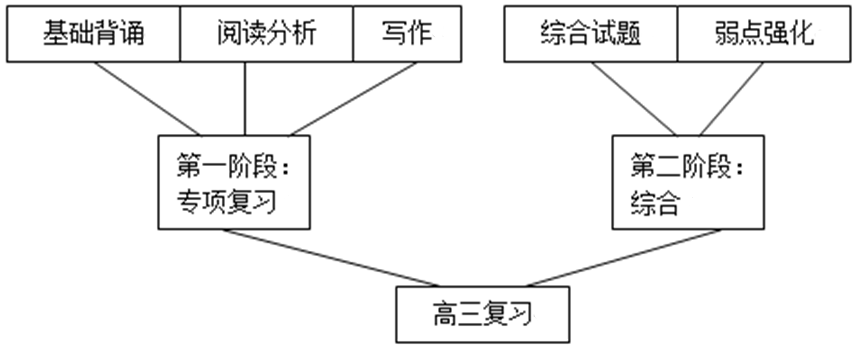 基础背诵
阅读分析
写作
综合试题
弱点强化
第一阶段：
专项复习
第二阶段：
综合
高三复习